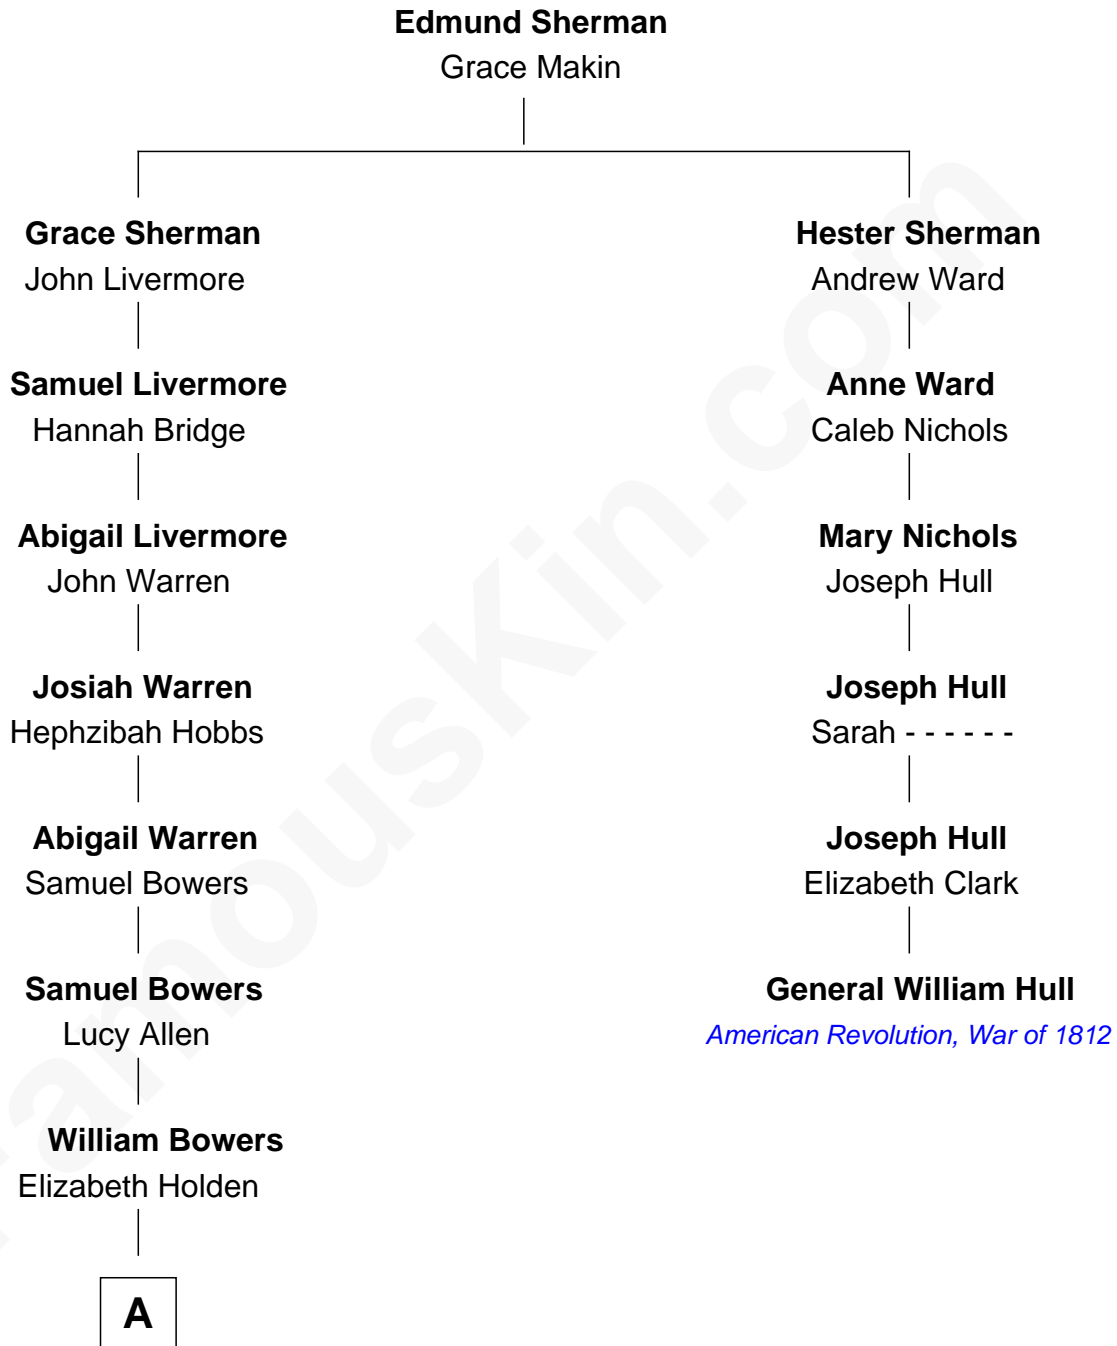 Edmund Sherman
Grace Makin
Grace Sherman
John Livermore
Hester Sherman
Andrew Ward
Samuel Livermore
Hannah Bridge
Anne Ward
Caleb Nichols
Abigail Livermore
John Warren
Mary Nichols
Joseph Hull
Josiah Warren
Hephzibah Hobbs
Joseph Hull
Sarah - - - - - -
Abigail Warren
Samuel Bowers
Joseph Hull
Elizabeth Clark
Samuel Bowers
Lucy Allen
General William Hull
American Revolution, War of 1812
William Bowers
Elizabeth Holden
A
FamousKin.com